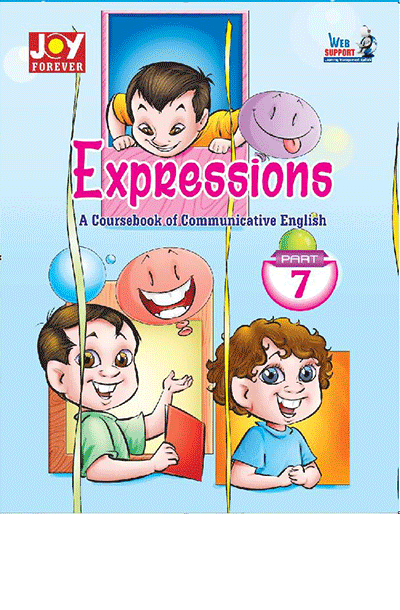 JOY
FOREVER
WEB
SUPPORT
Expressions
A Coursebook of Communicative English
PART
7